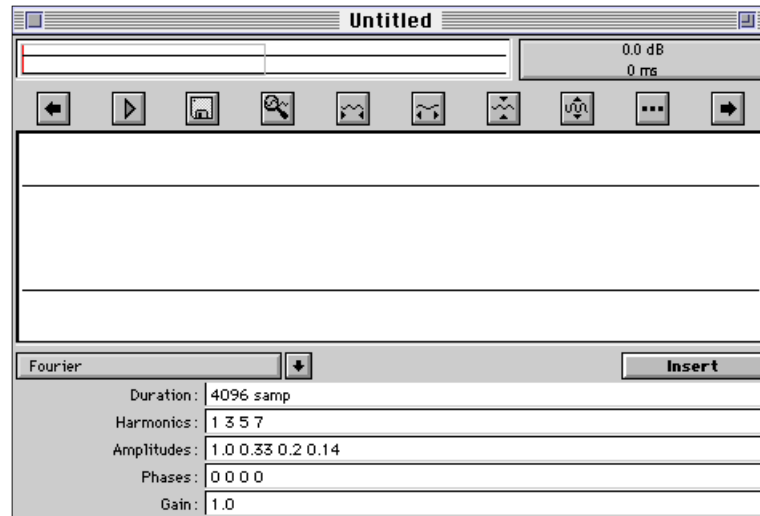 Untitled
0.0 dB
0 ms
Fourier
Insert
Duration: 4096 samp
Harmonics: 1 3 5 7
Amplitudes: 1.0 0.33 0.2 0.14
Phases: 0 0 0 0
Gain: 1.0